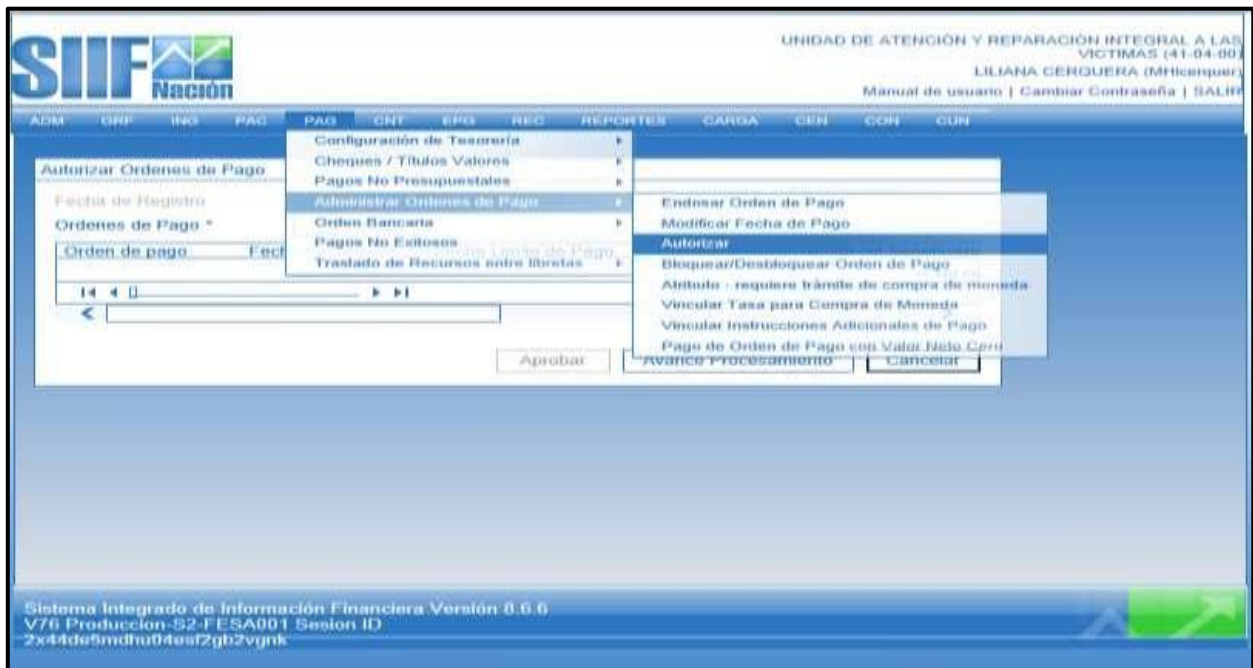 SIIF
Nación
UNIDAD DE ATENCIÓN Y REPARACIÓN INTEGRAL A LAS
VICTIMAS (41-04-00)
LILIANA CERQUERA (MHlcerquer)
Manual de usuario | Cambiar Contraseña | SALIR
ADM GRP ING PAC PAG CNT EPG REC REPORTES CARGA CEN CON CUN
Configuración de Tesorería
Cheques / Títulos Valores
Pagos No Presupuestales
Administrar Ordenes de Pago
Orden Bancaria
Pagos No Exitosos
Traslado de Recursos entre libretas
Endosar Orden de Pago
Modificar Fecha de Pago
Autorizar
Bloquear/Desbloquear Orden de Pago
Atributo - requiere trámite de compra de moneda
Vincular Tasa para Compra de Moneda
Vincular Instrucciones Adicionales de Pago
Pago de Orden de Pago con Valor Neto Cero
Autorizar Ordenes de Pago
Fecha de Registro
Ordenes de Pago *
Orden de pago Fech Limite de Pago
Aprobar Avance Procesamiento Cancelar
Sistema Integrado de Información Financiera Versión 8.6.6
V76 Produccion-S2-FESA001 Sesion ID